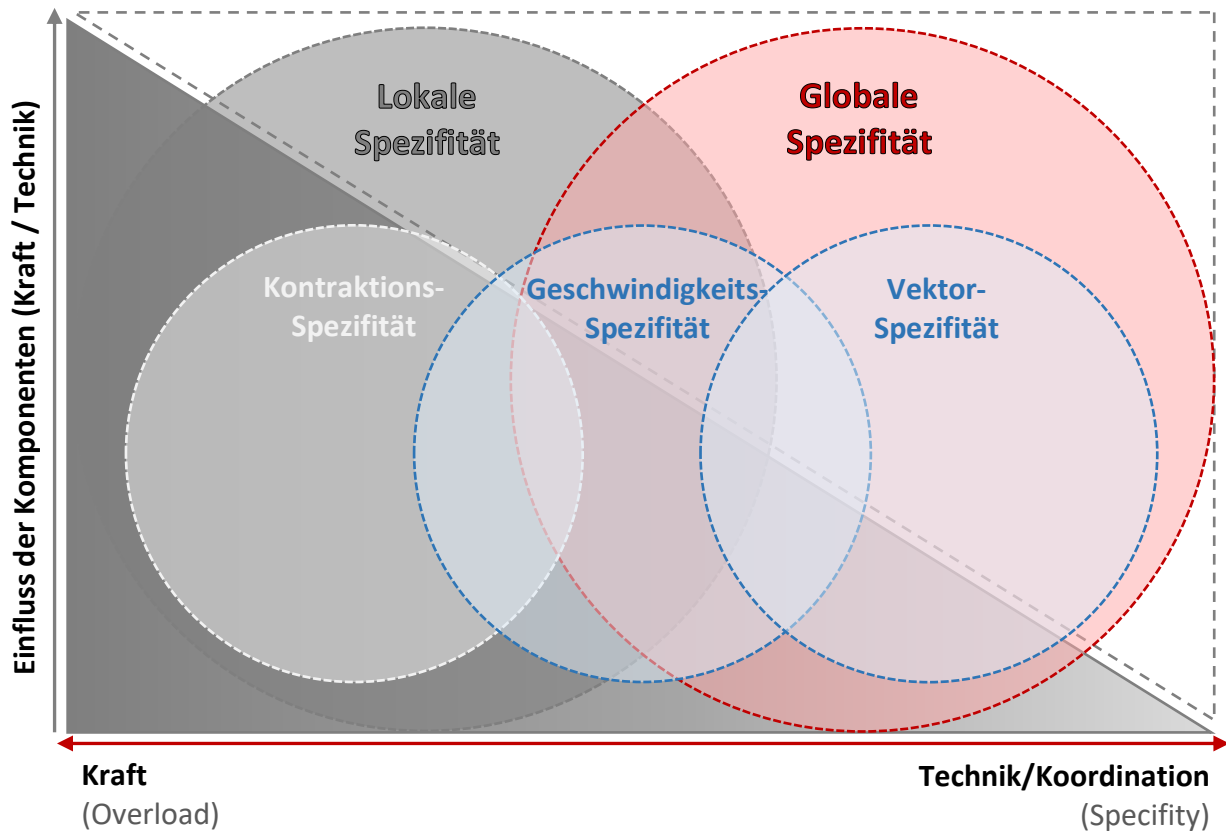 Einfluss der Komponenten (Kraft / Technik)
Lokale
Spezifität
Globale
Spezifität
Kontraktions-
Spezifität
Geschwindigkeits-
Spezifität
Vektor-
Spezifität
Kraft
(Overload)
Technik/Koordination
(Specifity)